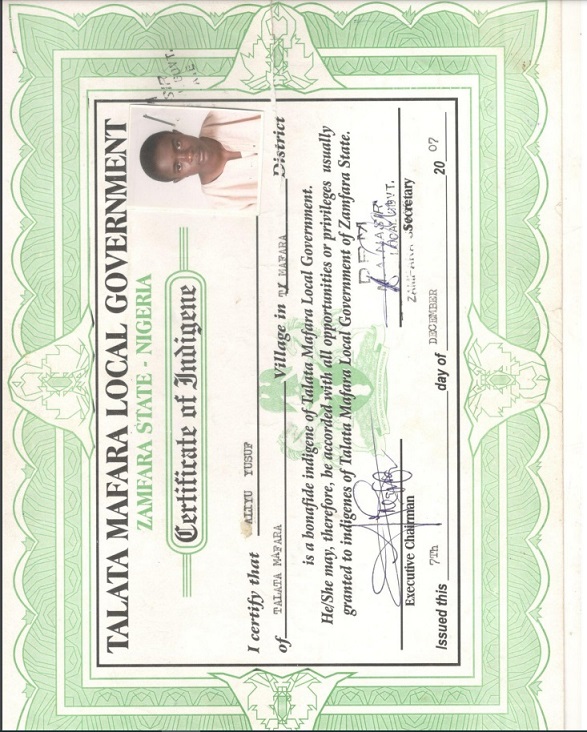 TALATA MAFARA LOCAL GOVERNMENT
ZAMFARA STATE - NIGERIA
Certificate of Indigene
I certify that ALIYU YUSUF
of TALATA MAFARA Village in T/ MAFARA District
is a bonafide indigene of Talata Mafara Local Government.
He/She may, therefore, be accorded with all opportunities or privileges usually
granted to indigenes of Talata Mafara Local Government of Zamfara State.
Executive Chairman
Secretary
Issued this 7Th day of DECEMBER 20 07